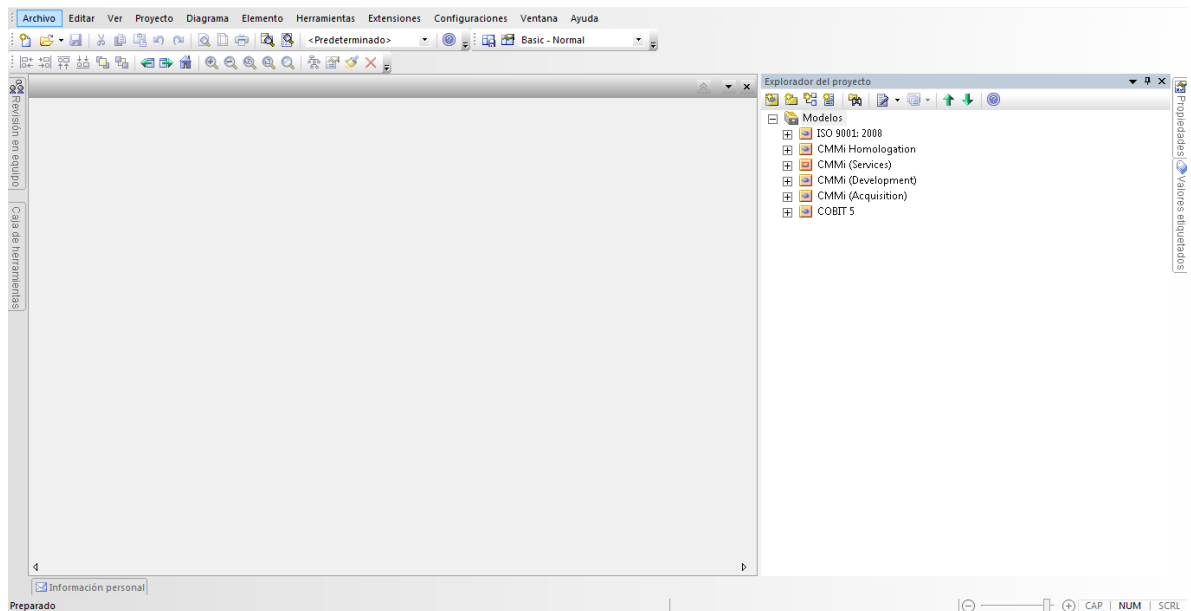 Archivo Editar Ver Proyecto Diagrama Elemento Herramientas Extensiones Configuraciones Ventana Ayuda
<Predeterminado> Basic - Normal
Revisión en equipo
Caja de herramientas
Explorador del proyecto
Modelos
ISO 9001: 2008
CMMi Homologation
CMMi (Services)
CMMi (Development)
CMMi (Acquisition)
COBIT 5
Propiedades
Valores etiquetados
Información personal
Preparado CAP NUM SCRL